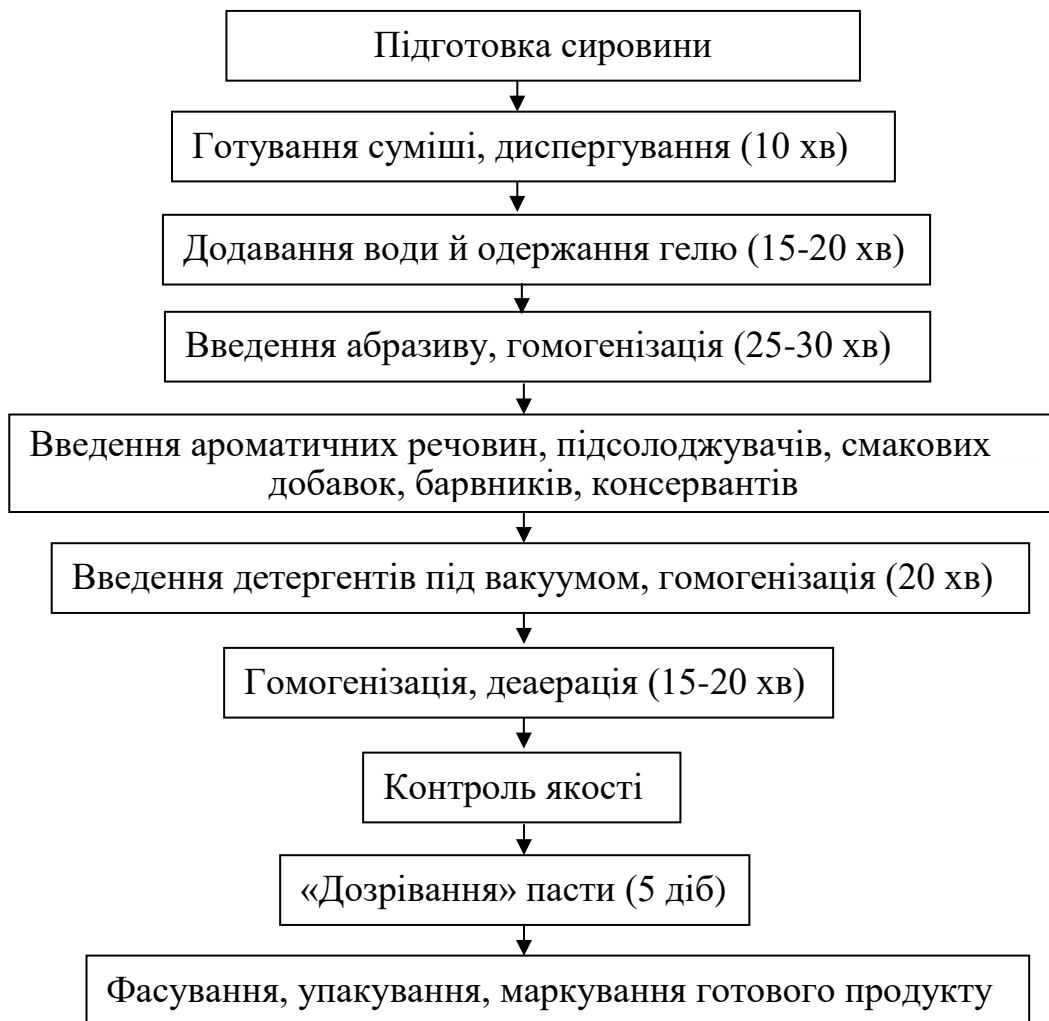 Підготовка сировини
Готування суміші, диспергування (10 хв)
Додавання води й одержання гелю (15-20 хв)
Введення абразиву, гомогенізація (25-30 хв)
Введення ароматичних речовин, підсолоджувачів, смакових
добавок, барвників, консервантів
Введення детергентів під вакуумом, гомогенізація (20 хв)
Гомогенізація, деаерація (15-20 хв)
Контроль якості
«Дозрівання» пасти (5 діб)
Фасування, упакування, маркування готового продукту